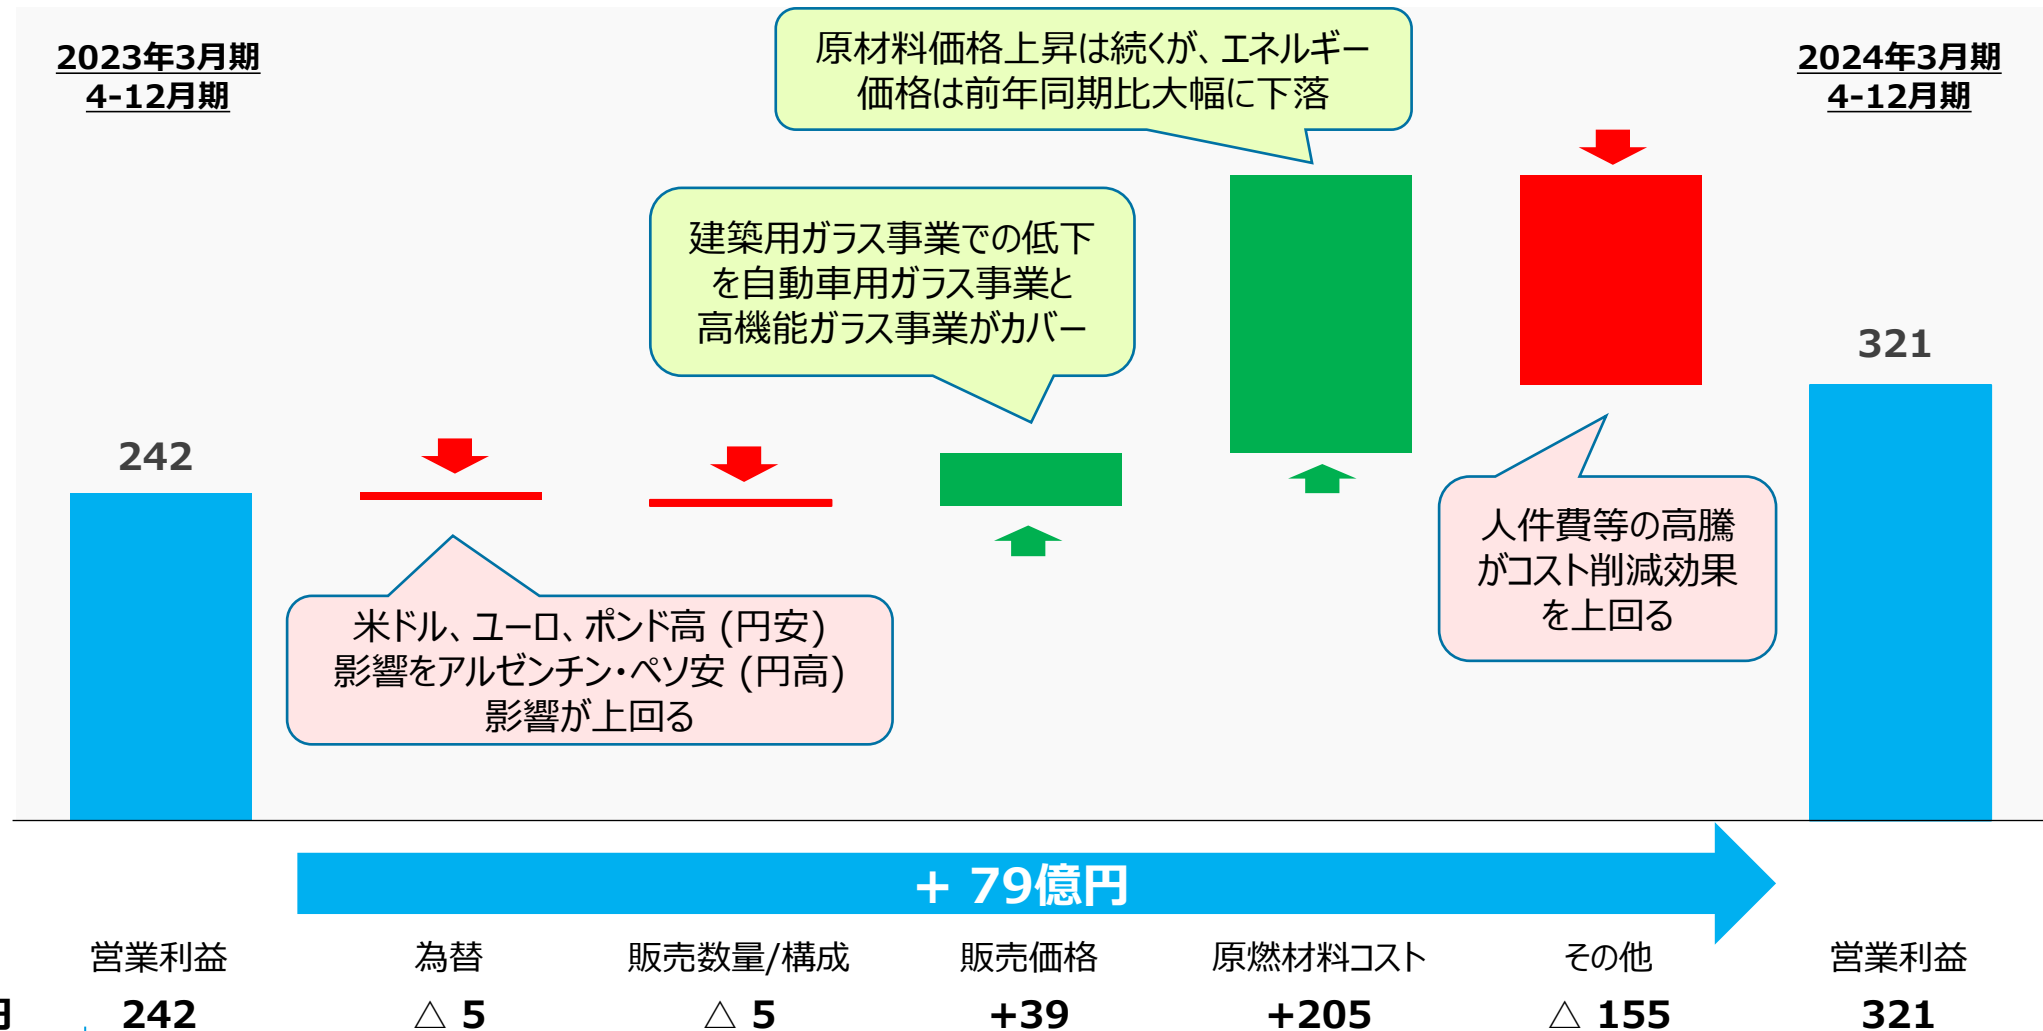 2023年3月期
4-12月期
原材料価格上昇は続くが、エネルギー
価格は前年同期比大幅に下落
2024年3月期
4-12月期
建築用ガラス事業での低下
を自動車用ガラス事業と
高機能ガラス事業がカバー
321
242
人件費等の高騰
がコスト削減効果
を上回る
米ドル、ユーロ、ポンド高 (円安)
影響をアルゼンチン・ペソ安 (円高)
影響が上回る
+ 79億円
営業利益 為替 販売数量/構成 販売価格 原燃材料コスト その他 営業利益
円 242 △ 5 △ 5 +39 +205 △ 155 321